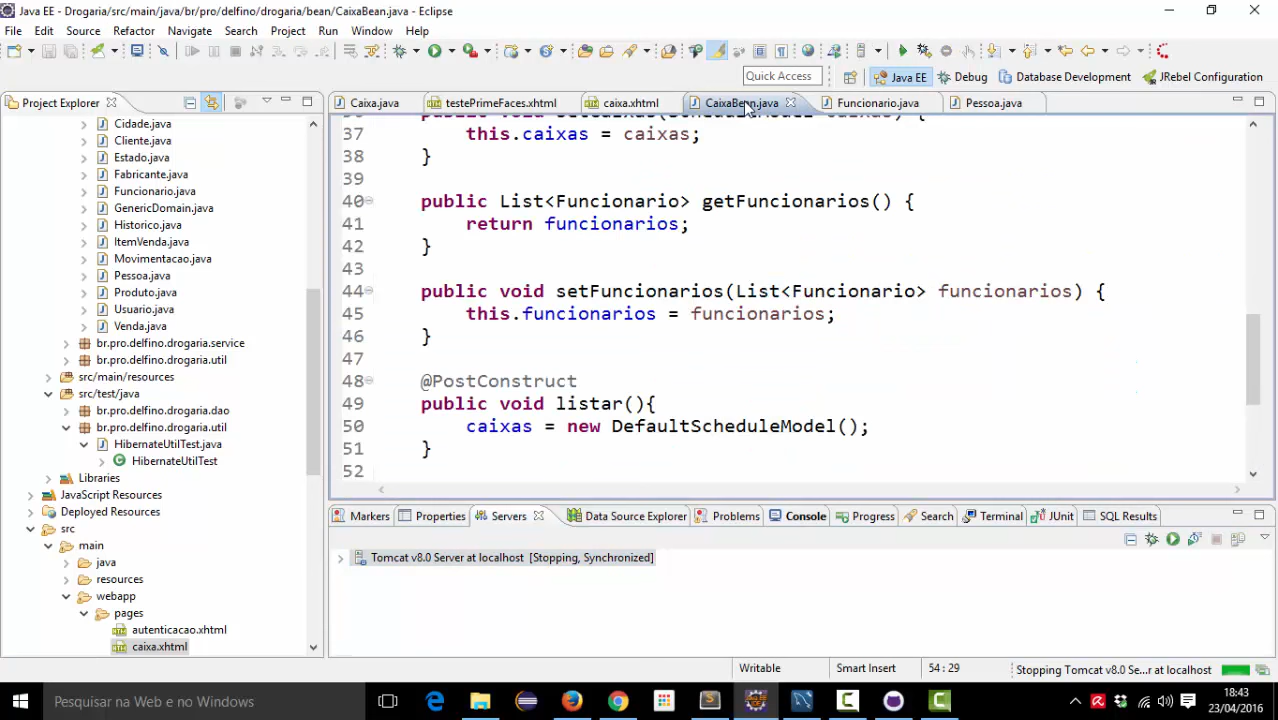 Java EE - Drogaria/src/main/java/br/pro/delfino/drogaria/bean/CaixaBean.java - Eclipse
File Edit Source Refactor Navigate Search Project Run Window Help
Quick Access
Java EE Debug Database Development JRebel Configuration
Project Explorer
Caixa.java testePrimeFaces.xhtml caixa.xhtml CaixaBean.java Funcionario.java Pessoa.java
Cidade.java
Cliente.java
Estado.java
Fabricante.java
Funcionario.java
GenericDomain.java
Historico.java
ItemVenda.java
Movimentacao.java
Pessoa.java
Produto.java
Usuario.java
Venda.java
br.pro.delfino.drogaria.service
br.pro.delfino.drogaria.util
src/main/resources
src/test/java
br.pro.delfino.drogaria.dao
br.pro.delfino.drogaria.util
HibernateUtilTest.java
HibernateUtilTest
Libraries
JavaScript Resources
Deployed Resources
src
main
java
resources
webapp
pages
autenticacao.xhtml
caixa.xhtml
36 public void setCaixas(ScheduleModel caixas) {
37 this.caixas = caixas;
38 }
39
40 public List<Funcionario> getFuncionarios() {
41 return funcionarios;
42 }
43
44 public void setFuncionarios(List<Funcionario> funcionarios) {
45 this.funcionarios = funcionarios;
46 }
47
48 @PostConstruct
49 public void listar(){
50 caixas = new DefaultScheduleModel();
51 }
52
Markers Properties Servers Data Source Explorer Problems Console Progress Search Terminal JUnit SQL Results
Tomcat v8.0 Server at localhost [Stopping, Synchronized]
Writable Smart Insert 54 : 29 Stopping Tomcat v8.0 Se...r at localhost
Pesquisar na Web e no Windows
18:43
23/04/2016